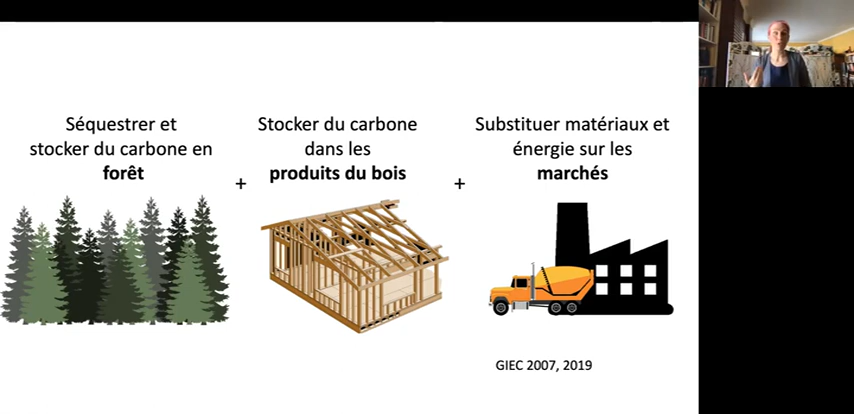 Séquestrer et
stocker du carbone en
forêt
+
Stocker du carbone
dans les
produits du bois
+
Substituer matériaux et
énergie sur les
marchés
GIEC 2007, 2019